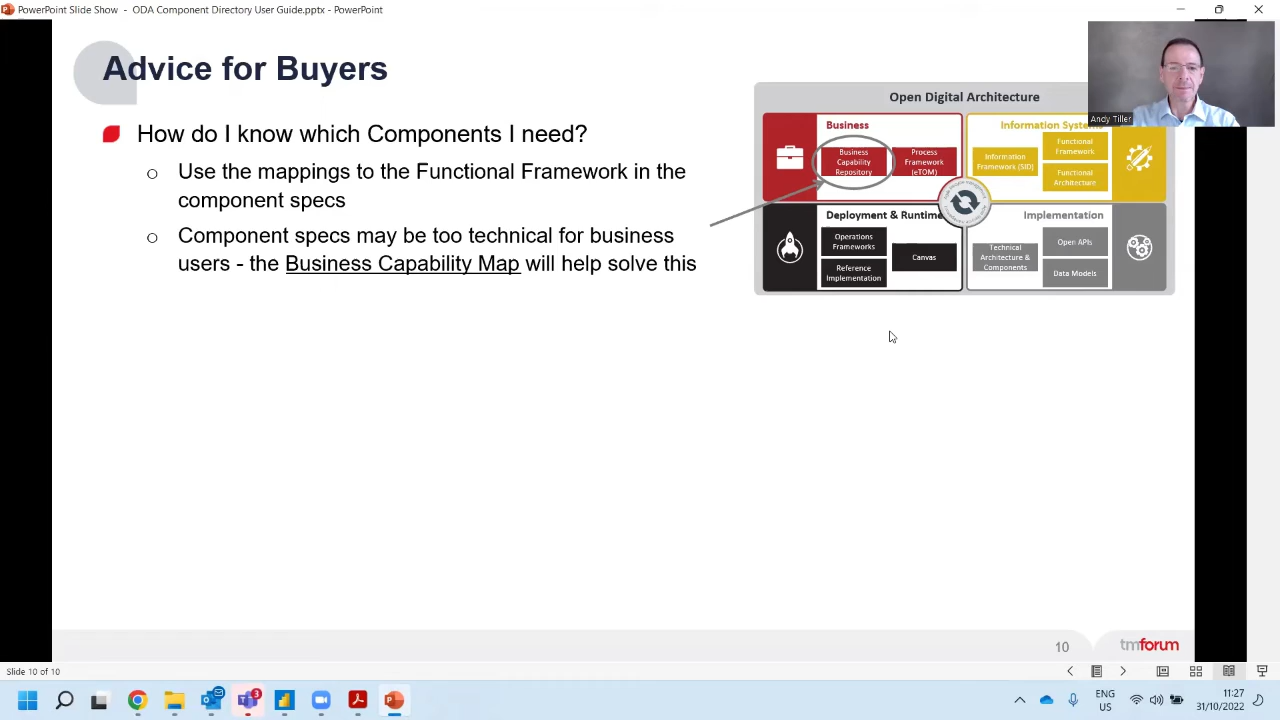 PowerPoint Slide Show - ODA Component Directory User Guide.pptx - PowerPoint
Advice for Buyers
How do I know which Components I need?
Use the mappings to the Functional Framework in the
component specs
Component specs may be too technical for business
users - the Business Capability Map will help solve this
Open Digital Architecture
Business
Business
Capability
Repository
Process
Framework
(eTOM)
Information Systems
Information
Framework (SID)
Functional
Framework
Functional
Architecture
Deployment & Runtime
Operations
Frameworks
Reference
Implementation
Canvas
Implementation
Technical
Architecture &
Components
Open APIs
Data Models
Andy Tiller
10
tmforum
Slide 10 of 10
3
ENG
US
11:27
31/10/2022